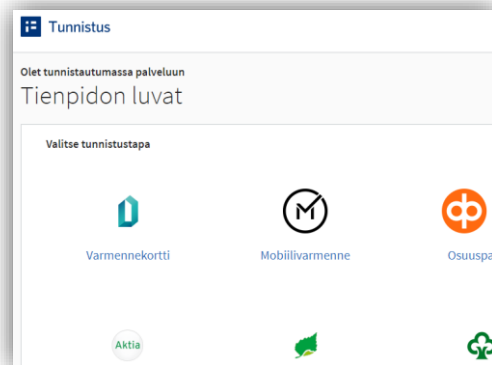 Tunnistus
Olet tunnistautumassa palveluun
Tienpidon luvat
Valitse tunnistustapa
Varmennekortti
Mobiilivarmenne
Osuuspa
Aktia